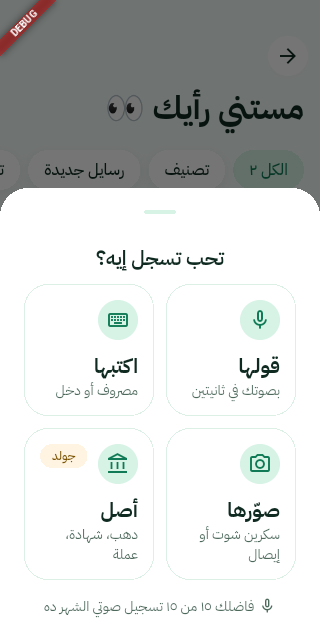 DEBUG
مستني رأيك 👀
الكل ٢
تصنيف
رسايل جديدة
تحب تسجل إيه؟
قولها
بصوتك في ثانيتين
اكتبها
مصروف أو دخل
صوّرها
سكرين شوت أو
إيصال
جولد
أصل
دهب، شهادة،
عملة
فاضلك ١٥ من ١٥ تسجيل صوتي الشهر ده